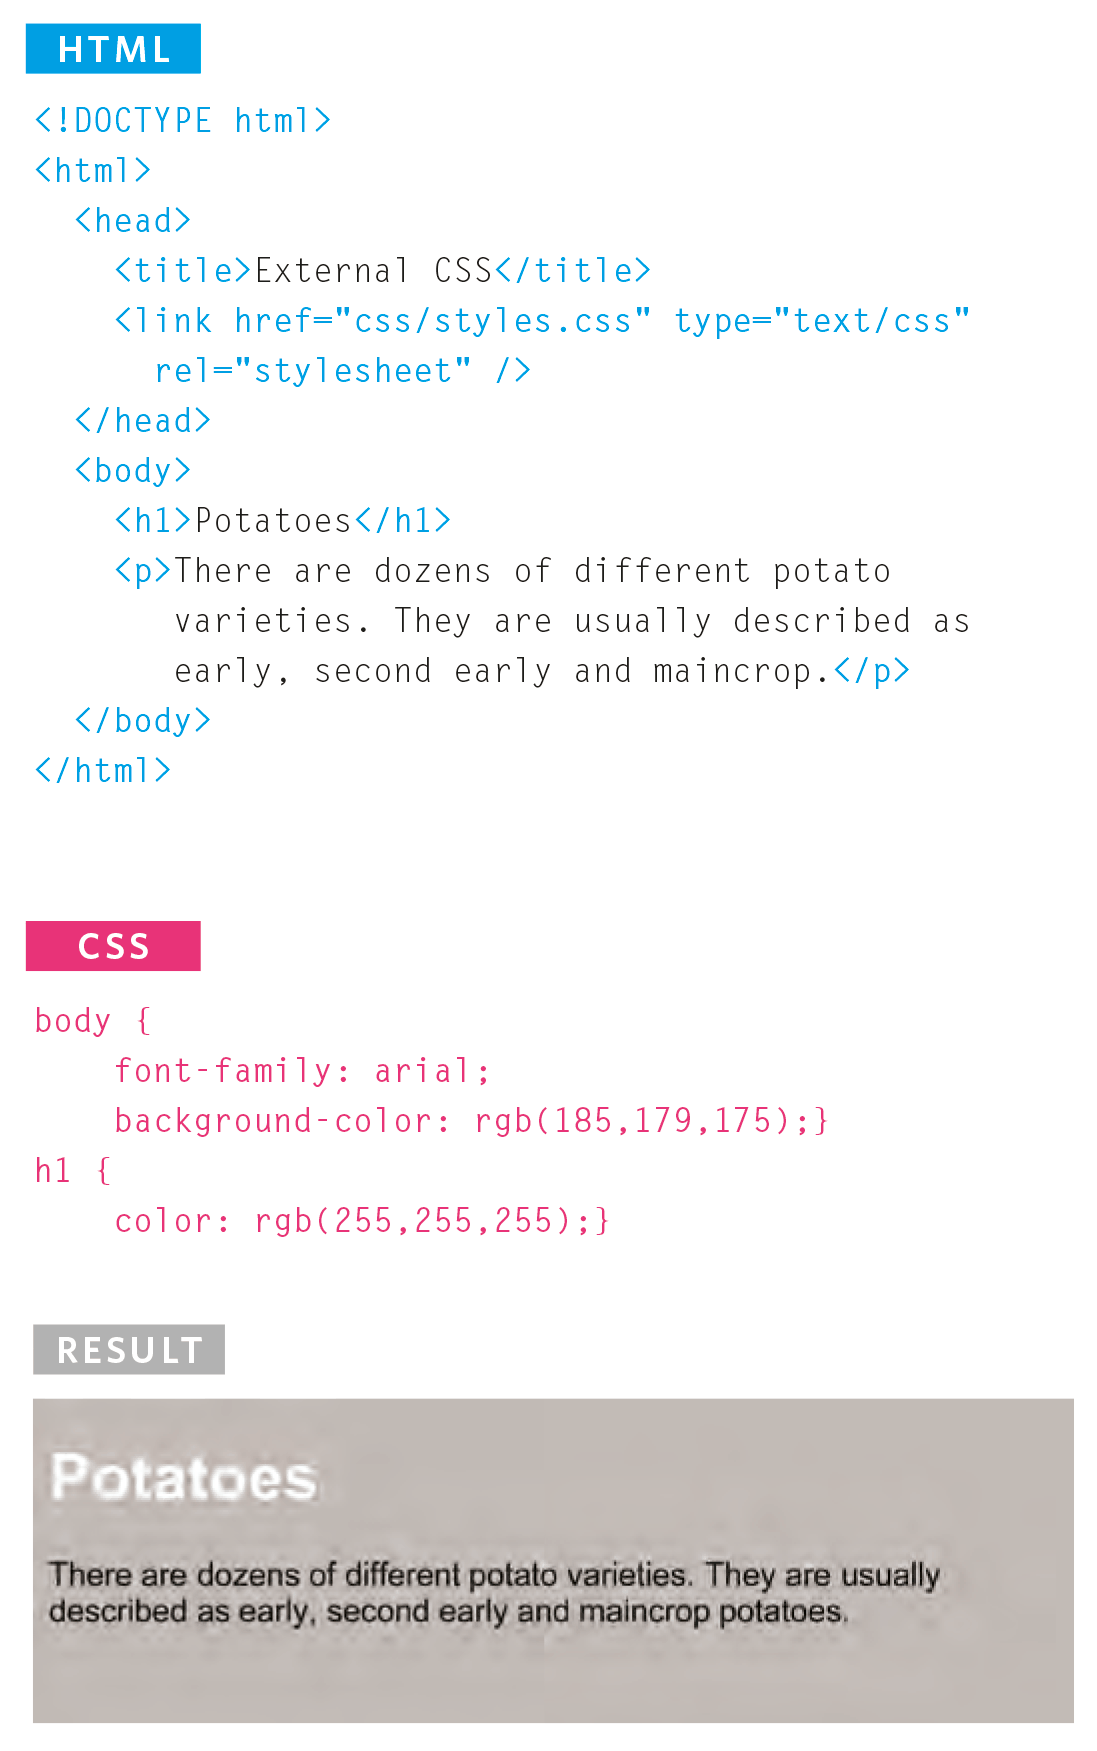 HTML
<!DOCTYPE html>
<html>
<head>
<title>External CSS</title>
<link href="css/styles.css" type="text/css"
rel="stylesheet" />
</head>
<body>
<h1>Potatoes</h1>
<p>There are dozens of different potato
varieties. They are usually described as
early, second early and maincrop.</p>
</body>
</html>
CSS
body {
font-family: arial;
background-color: rgb(185,179,175);}
h1 {
color: rgb(255,255,255);}
RESULT
Potatoes
There are dozens of different potato varieties. They are usually
described as early, second early and maincrop potatoes.